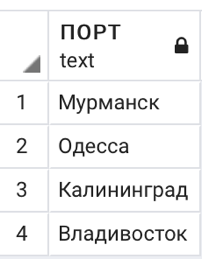 ПОРТ
text
1 Мурманск
2 Одесса
3 Калининград
4 Владивосток